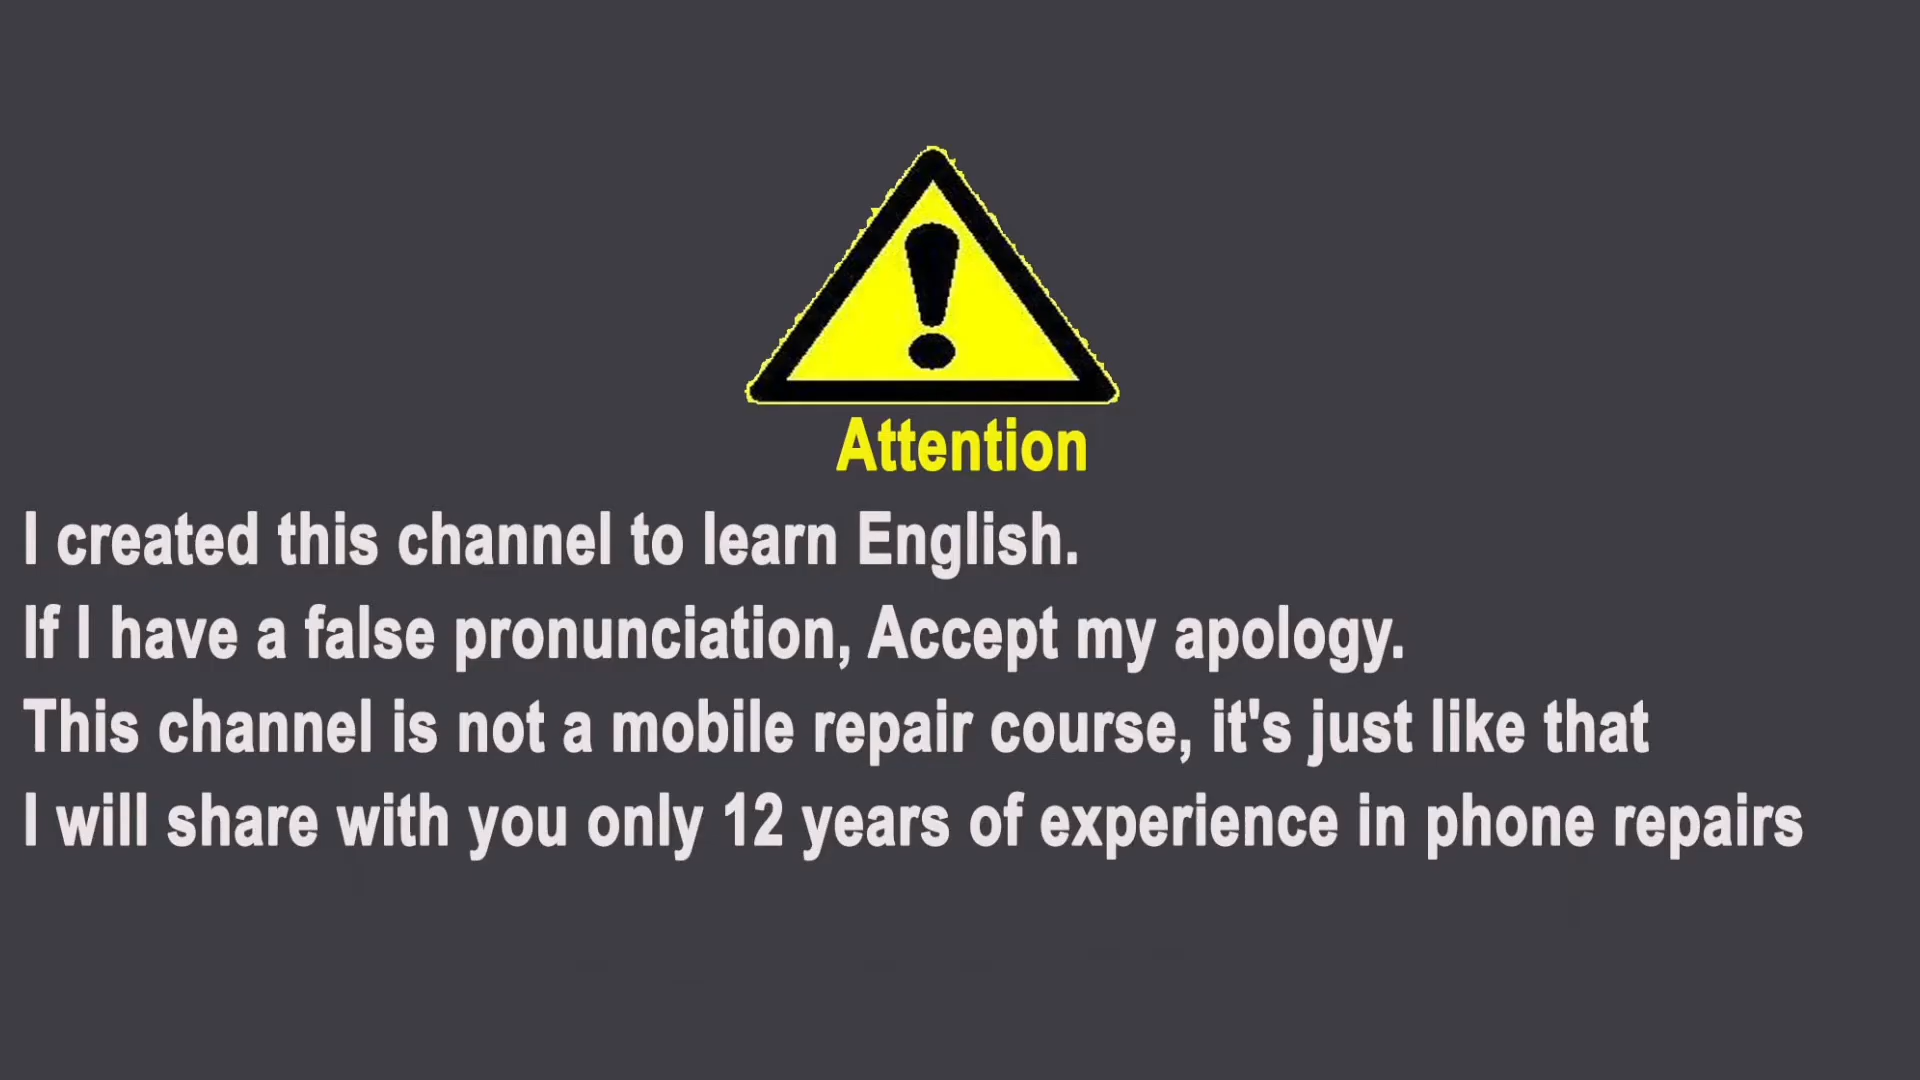 Attention
I created this channel to learn English.
If I have a false pronunciation, Accept my apology.
This channel is not a mobile repair course, it's just like that
I will share with you only 12 years of experience in phone repairs